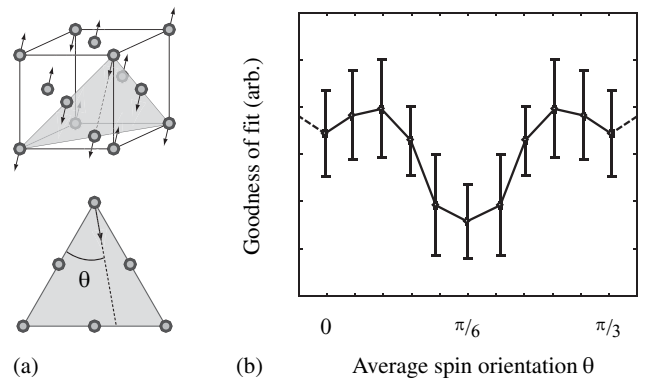 θ
(a)
Goodness of fit (arb.)
0
π/6
π/3
(b)
Average spin orientation θ